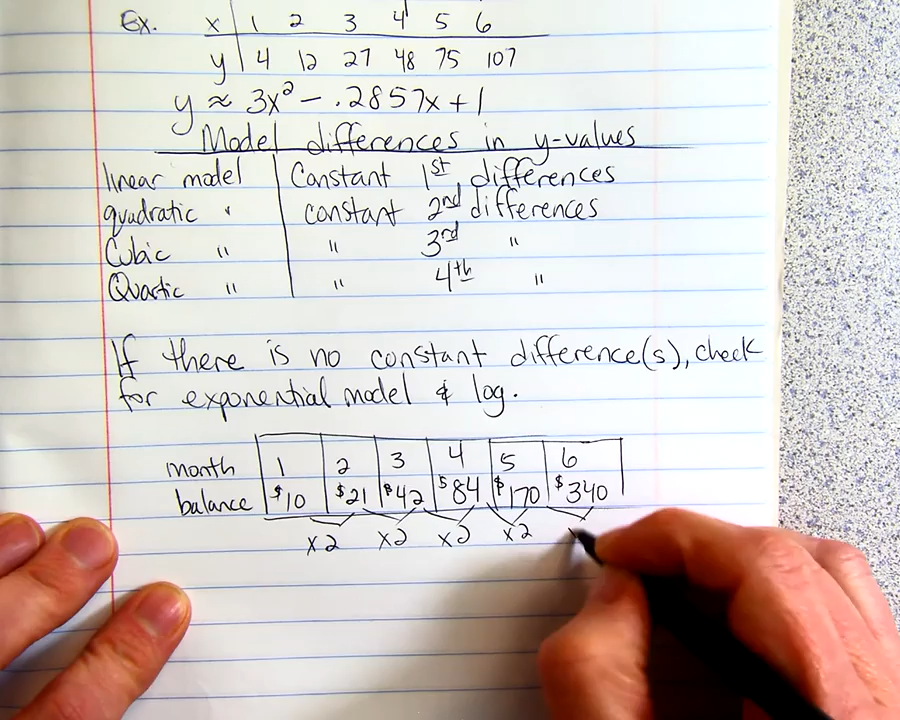 Ex. x 1 2 3 4 5 6
y 4 12 27 48 75 107
y ≈ 3x² - .2857x + 1
Model differences in y-values
linear model Constant 1st differences
quadratic " constant 2nd differences
Cubic " " 3rd "
Quartic " " 4th "
If there is no constant difference(s), check
for exponential model & log.
month 1 2 3 4 5 6
balance $10 $21 $42 $84 $170 $340
x2 x2 x2 x2 x